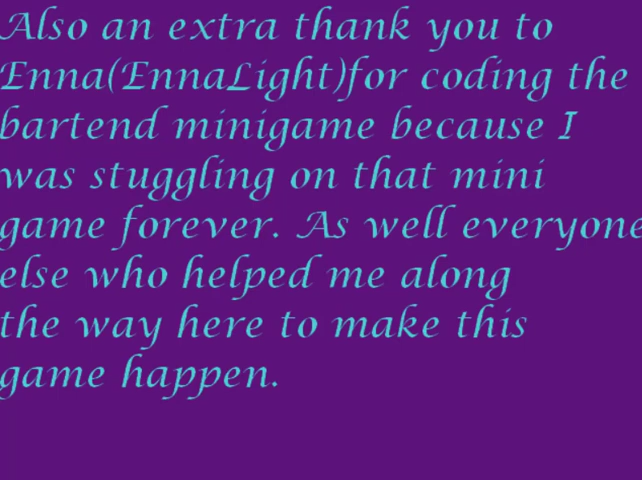 Also an extra thank you to
Enna(EnnaLight)for coding the
bartend minigame because I
was stuggling on that mini
game forever. As well everyone
else who helped me along
the way here to make this
game happen.